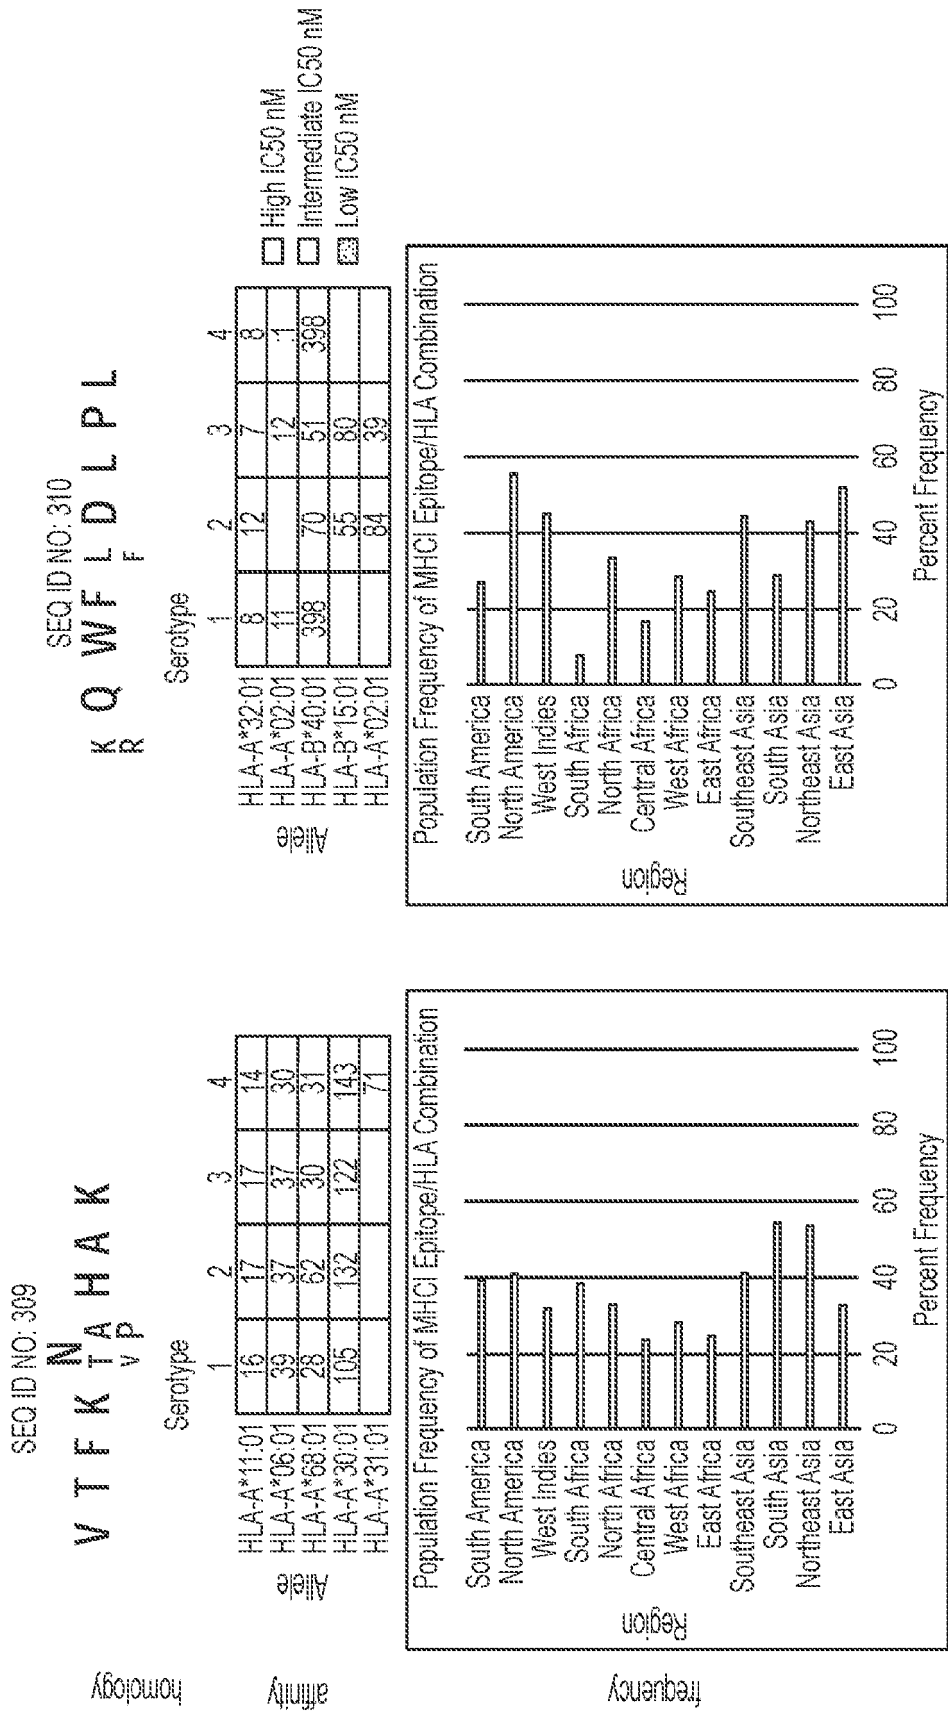 homology
SEQ ID NO: 309
N
V T F K T A H A K
V P
affinity
Serotype
1 2 3 4
Allele
HLA-A*11:01 16 17 17 14
HLA-A*06:01 39 37 37 30
HLA-A*68:01 28 62 30 31
HLA-A*30:01 105 132 122 143
HLA-A*31:01 71
frequency
Population Frequency of MHCI Epitope/HLA Combination
Region
South America
North America
West Indies
South Africa
North Africa
Central Africa
West Africa
East Africa
Southeast Asia
South Asia
Northeast Asia
East Asia
0 20 40 60 80 100
Percent Frequency
SEQ ID NO: 310
K Q W F L D L P L
R F
Serotype
1 2 3 4
Allele
HLA-A*32:01 8 12 7 8
HLA-A*02:01 11 12 :1
HLA-B*40:01 398 70 51 398
HLA-B*15:01 55 80
HLA-A*02:01 84 39
High IC50 nM
Intermediate IC50 nM
Low IC50 nM
Population Frequency of MHCI Epitope/HLA Combination
Region
South America
North America
West Indies
South Africa
North Africa
Central Africa
West Africa
East Africa
Southeast Asia
South Asia
Northeast Asia
East Asia
0 20 40 60 80 100
Percent Frequency